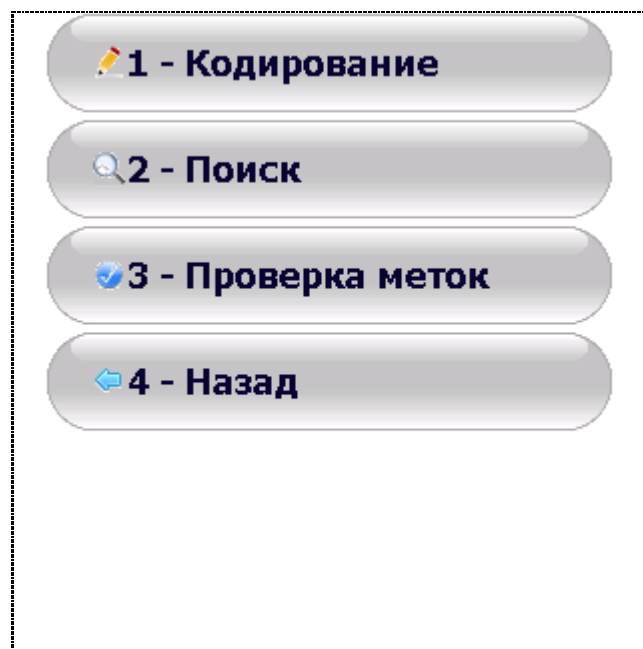 1 - Кодирование
2 - Поиск
3 - Проверка меток
4 - Назад